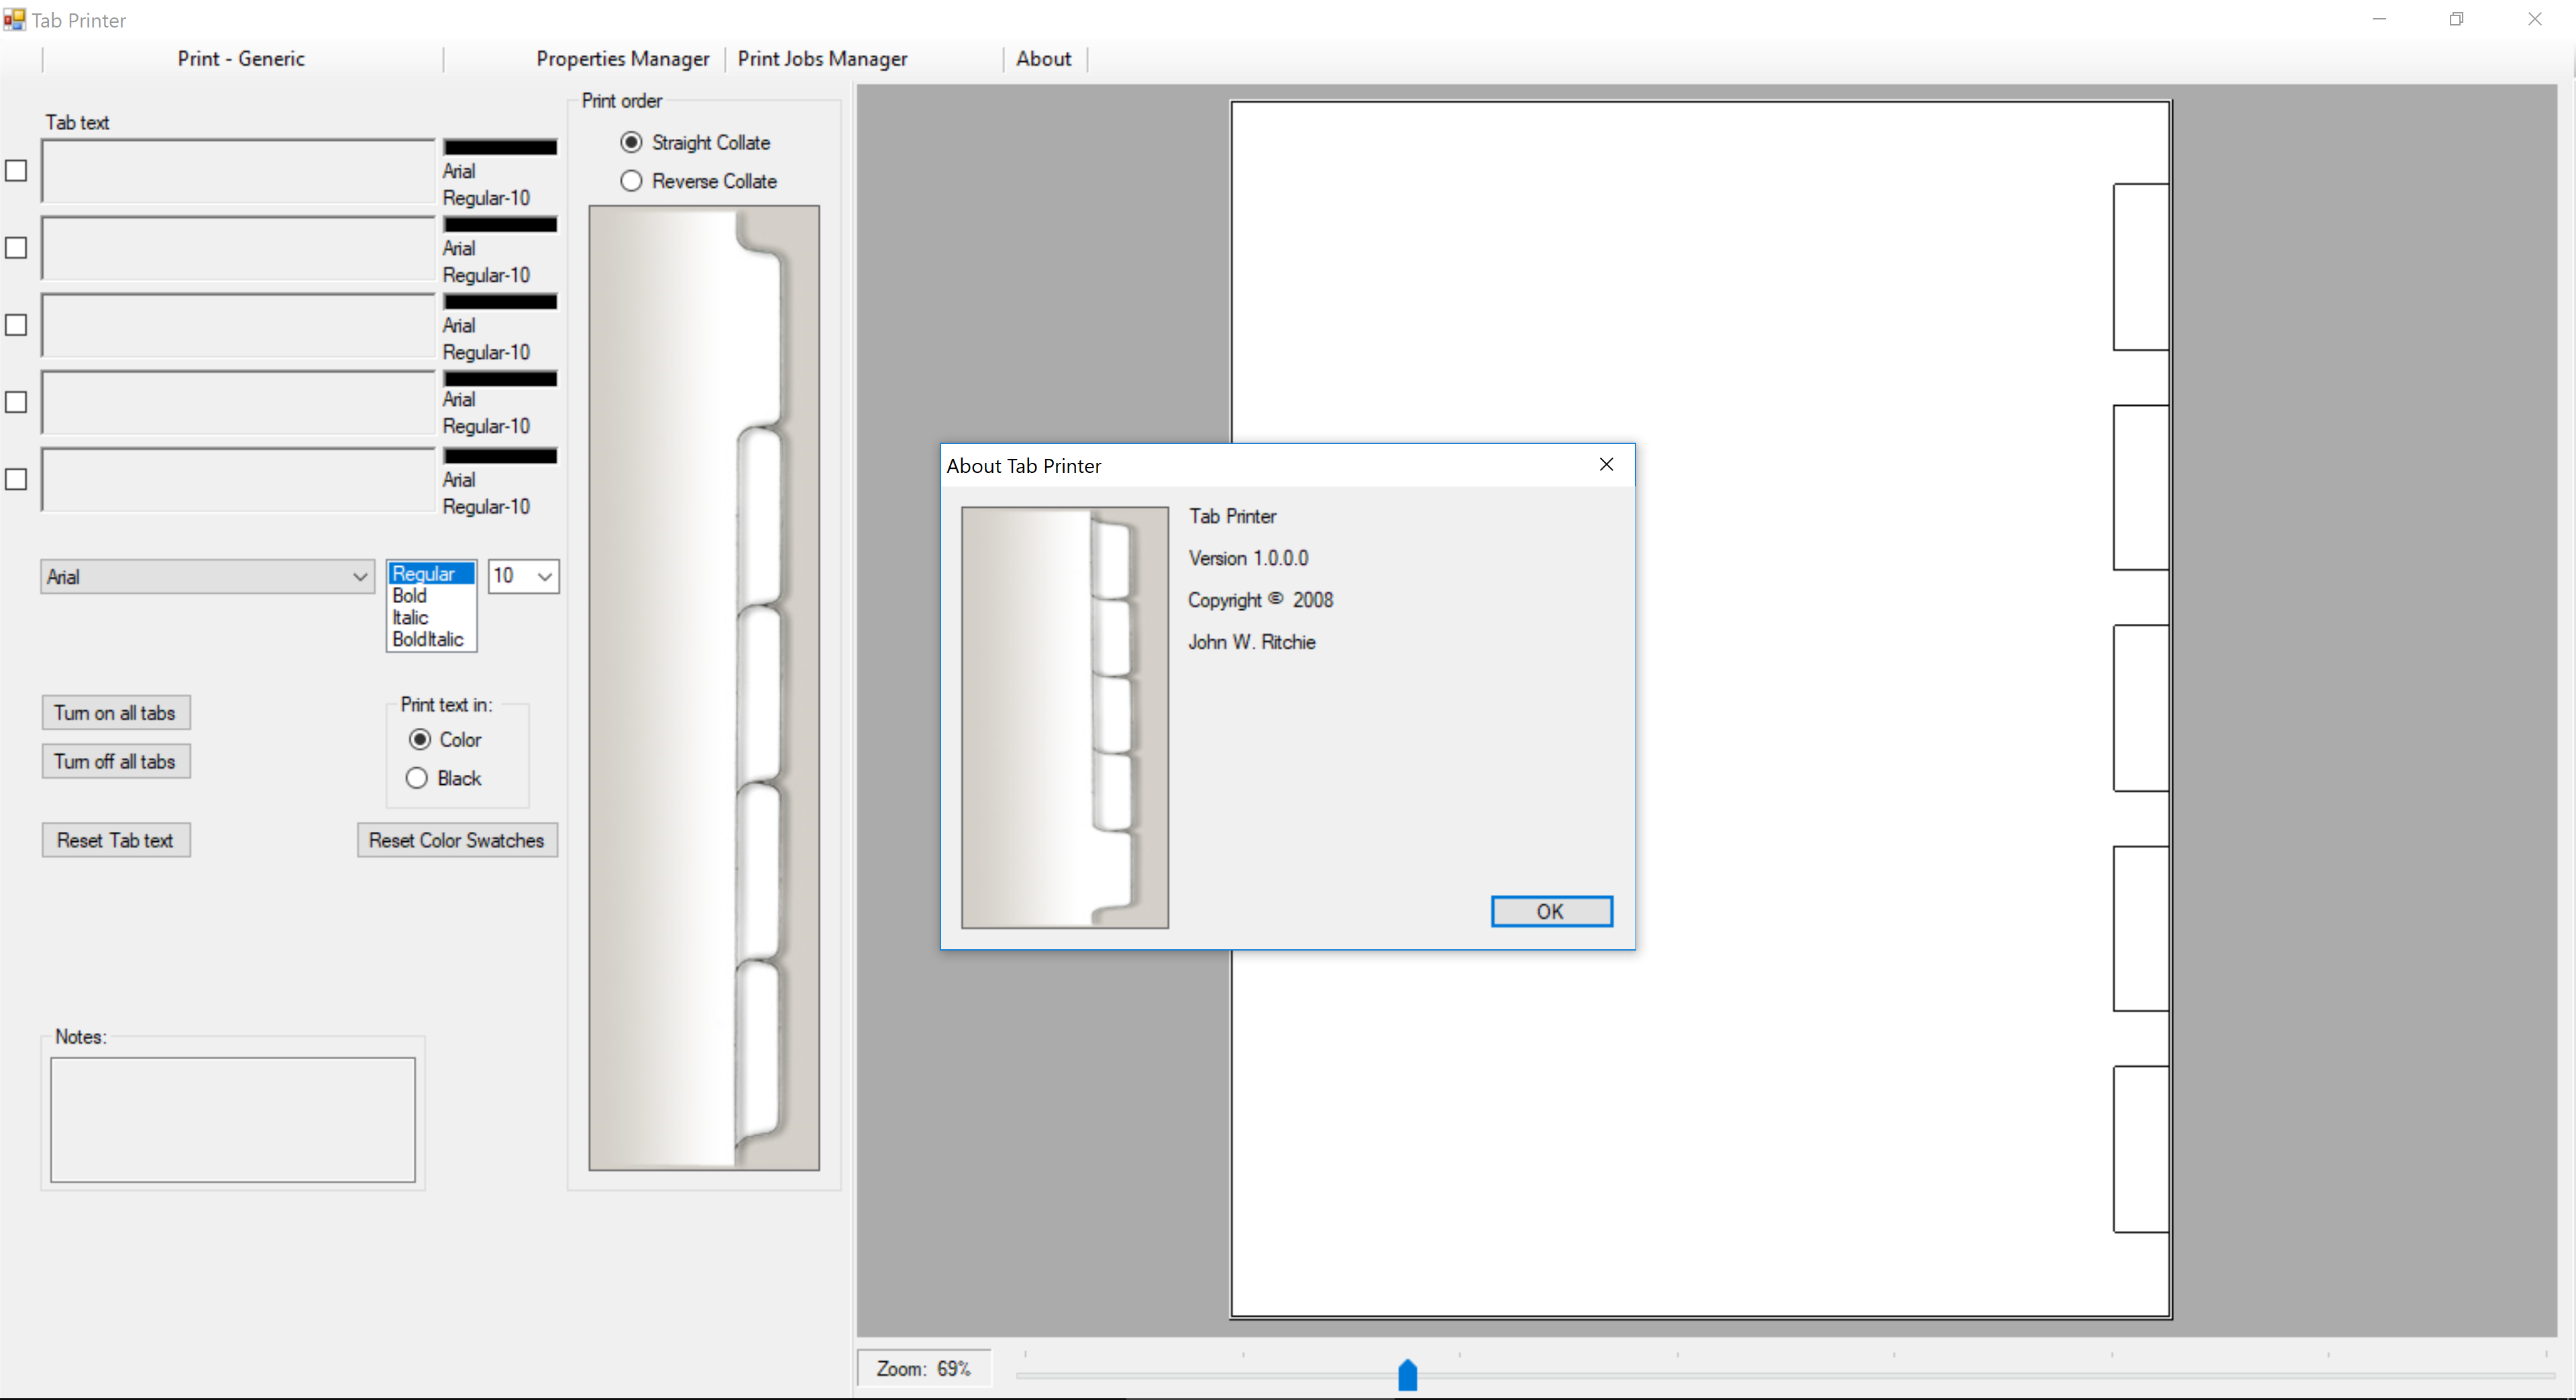 Tab Printer
Print - Generic
Properties Manager
Print Jobs Manager
About
Tab text
Arial
Regular-10
Arial
Regular-10
Arial
Regular-10
Arial
Regular-10
Arial
Regular-10
Arial
Regular
Bold
Italic
BoldItalic
10
Turn on all tabs
Turn off all tabs
Print text in:
Color
Black
Reset Tab text
Reset Color Swatches
Notes:
Print order
Straight Collate
Reverse Collate
About Tab Printer
Tab Printer
Version 1.0.0.0
Copyright © 2008
John W. Ritchie
OK
Zoom: 69%